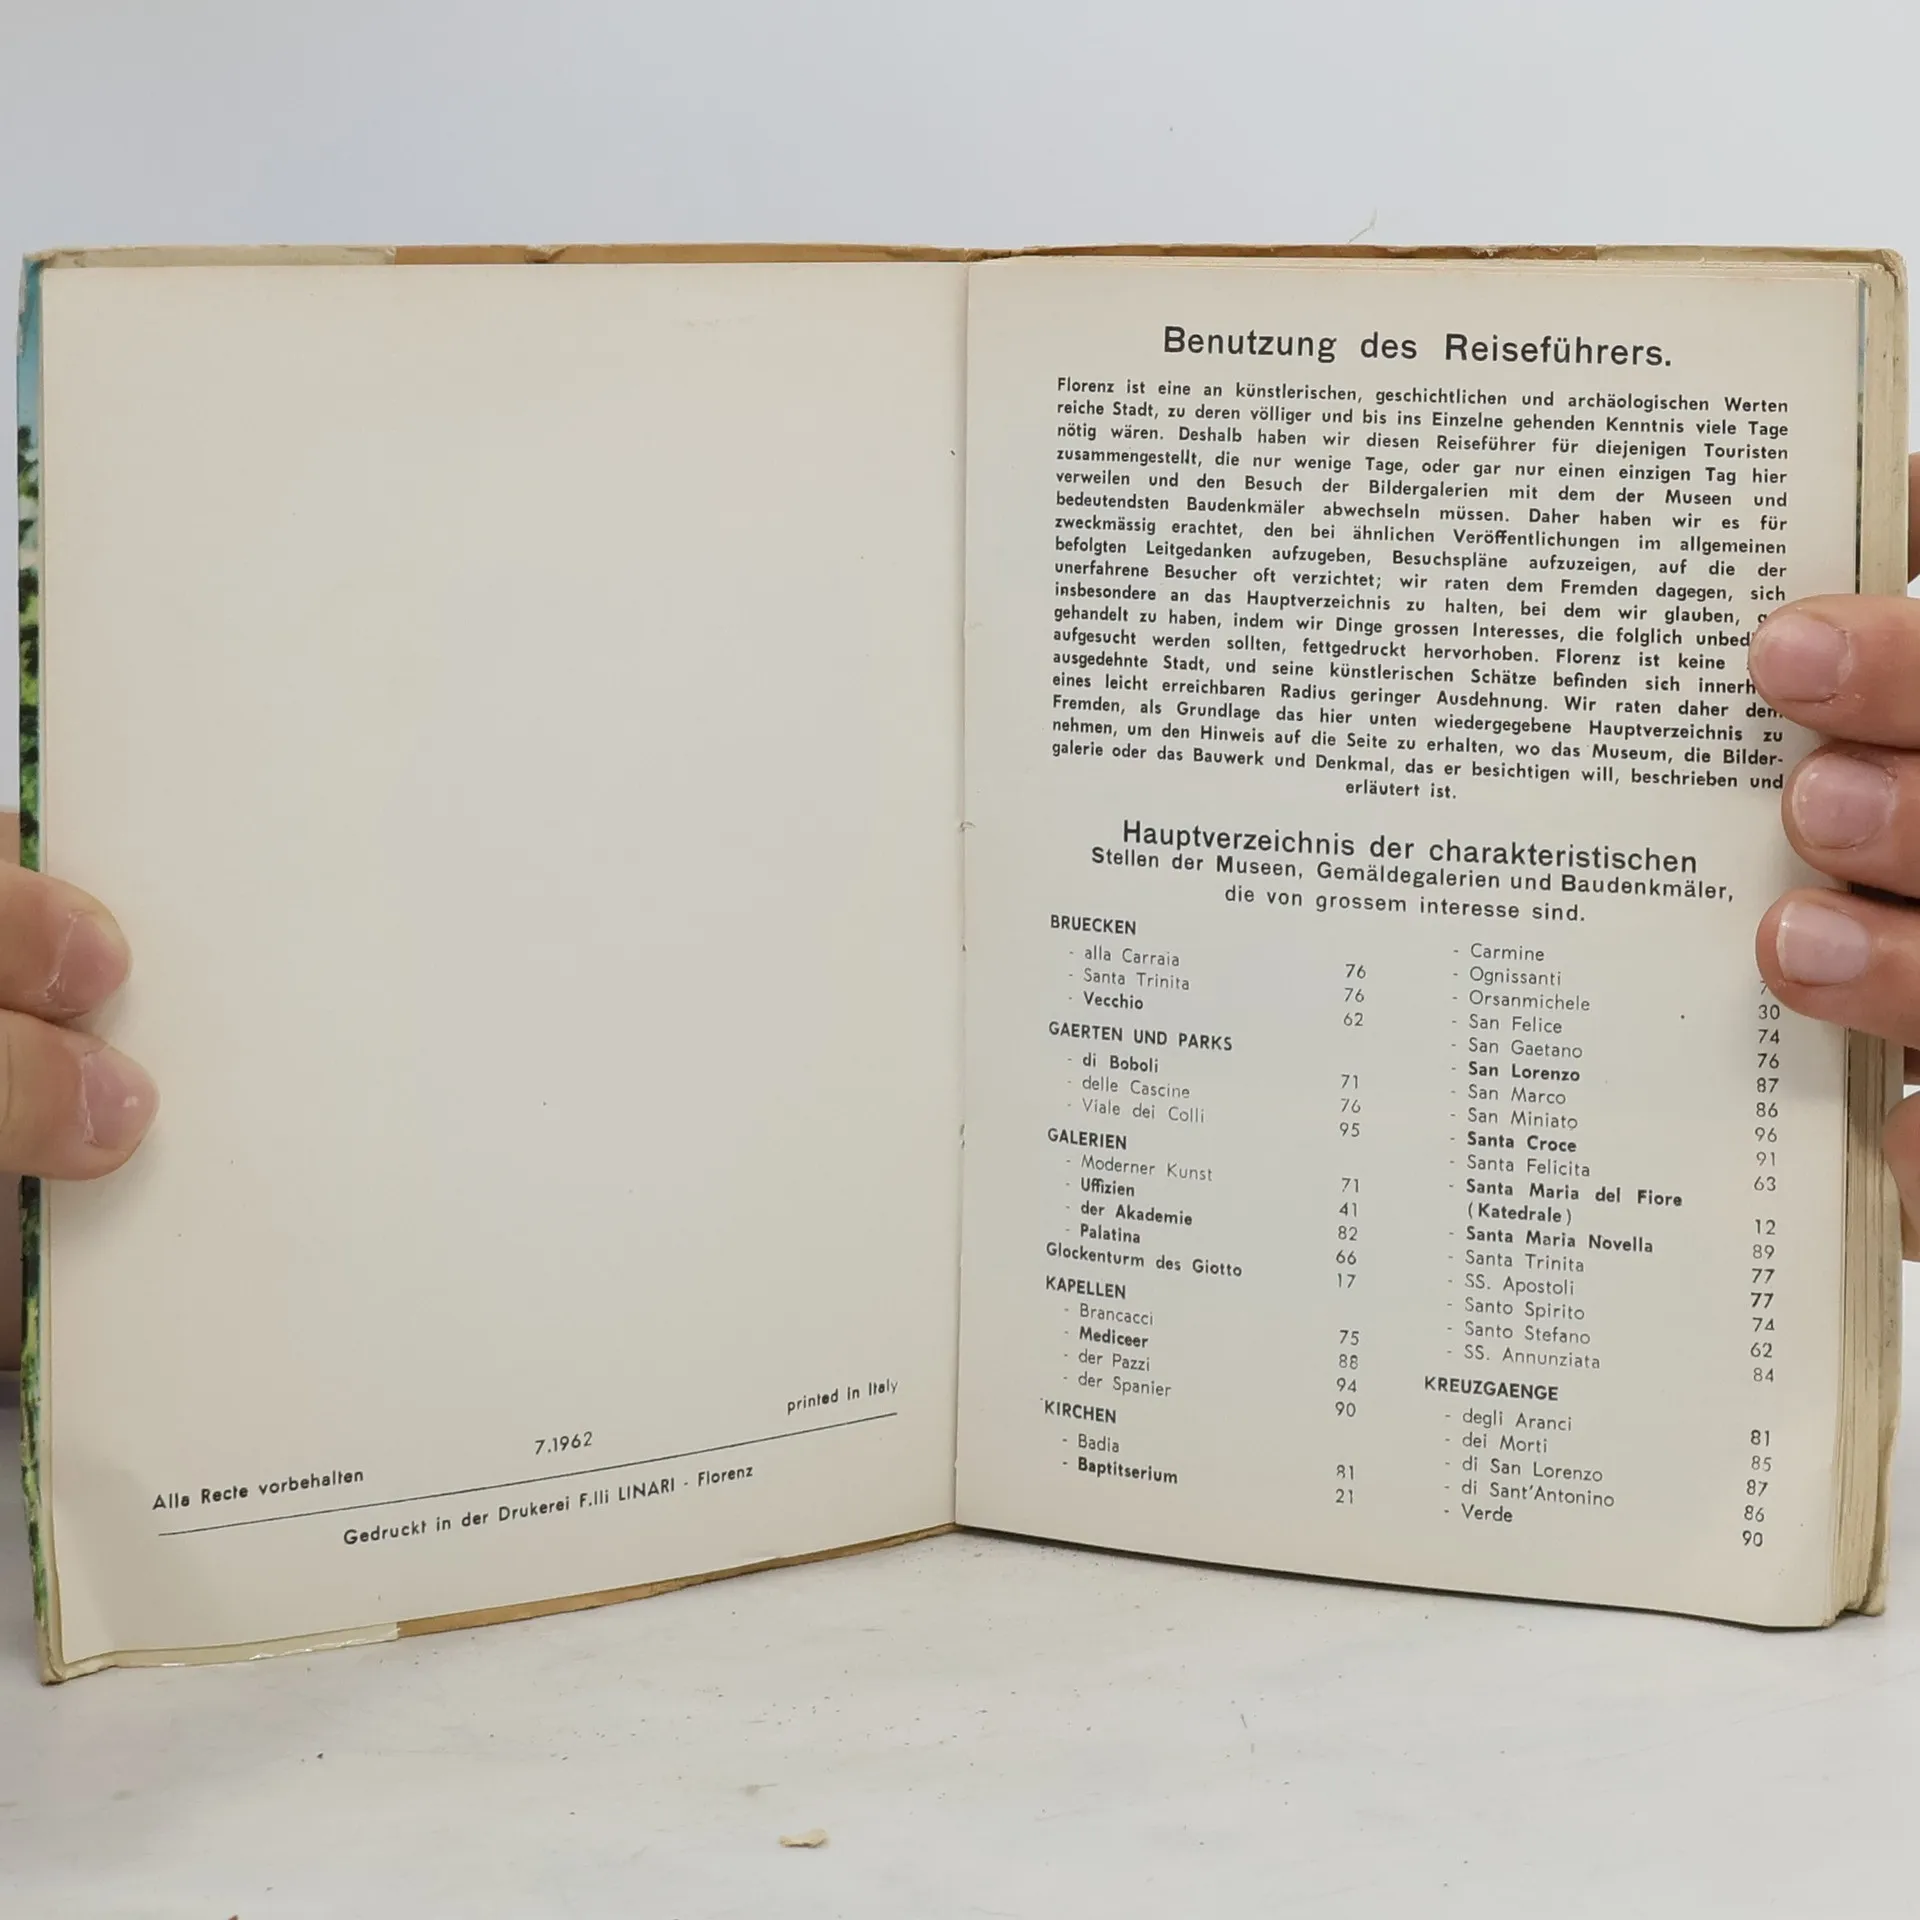 printed in Italy
7.1962
Alle Recte vorbehalten
Gedruckt in der Drukerei F.lli LINARI - Florenz
Benutzung des Reiseführers.
Florenz ist eine an künstlerischen, geschichtlichen und archäologischen Werten
reiche Stadt, zu deren völliger und bis ins Einzelne gehenden Kenntnis viele Tage
nötig wären. Deshalb haben wir diesen Reiseführer für diejenigen Touristen
zusammengestellt, die nur wenige Tage, oder gar nur einen einzigen Tag hier
verweilen und den Besuch der Bildergalerien mit dem der Museen und
bedeutendsten Baudenkmäler abwechseln müssen. Daher haben wir es für
zweckmässig erachtet, den bei ähnlichen Veröffentlichungen im allgemeinen
befolgten Leitgedanken aufzugeben, Besuchspläne aufzuzeigen, auf die der
unerfahrene Besucher oft verzichtet; wir raten dem Fremden dagegen, sich
insbesondere an das Hauptverzeichnis zu halten, bei dem wir glauben,
gehandelt zu haben, indem wir Dinge grossen Interesses, die folglich
aufgesucht werden sollten, fettgedruckt hervorhoben. Florenz ist keine
ausgedehnte Stadt, und seine künstlerischen Schätze befinden sich
eines leicht erreichbaren Radius geringer Ausdehnung. Wir raten daher dem
Fremden, als Grundlage das hier unten wiedergegebene Hauptverzeichnis zu
nehmen, um den Hinweis auf die Seite zu erhalten, wo das Museum, die Bilder-
galerie oder das Bauwerk und Denkmal, das er besichtigen will, beschrieben und
erläutert ist.
Hauptverzeichnis der charakteristischen
Stellen der Museen, Gemäldegalerien und Baudenkmäler,
die von grossem interesse sind.
BRUECKEN
- alla Carraia 76
- Santa Trinita 76
- Vecchio 62
GAERTEN UND PARKS
- di Boboli 71
- delle Cascine 76
- Viale dei Colli 95
GALERIEN
- Moderner Kunst 71
- Uffizien 41
- der Akademie 82
- Palatina 66
Glockenturm des Giotto 17
KAPELLEN
- Brancacci 75
- Mediceer 88
- der Pazzi 94
- der Spanier 90
KIRCHEN
- Badia 81
- Baptitserium 21
- Carmine
- Ognissanti
- Orsanmichele 30
- San Felice 74
- San Gaetano 76
- San Lorenzo 87
- San Marco 86
- San Miniato 96
- Santa Croce 91
- Santa Felicita 63
- Santa Maria del Fiore
(Katedrale) 12
- Santa Maria Novella 89
- Santa Trinita 77
- SS. Apostoli 77
- Santo Spirito 74
- Santo Stefano 62
- SS. Annunziata 84
KREUZGAENGE
- degli Aranci 81
- dei Morti 85
- di San Lorenzo 87
- di Sant'Antonino 86
- Verde 90